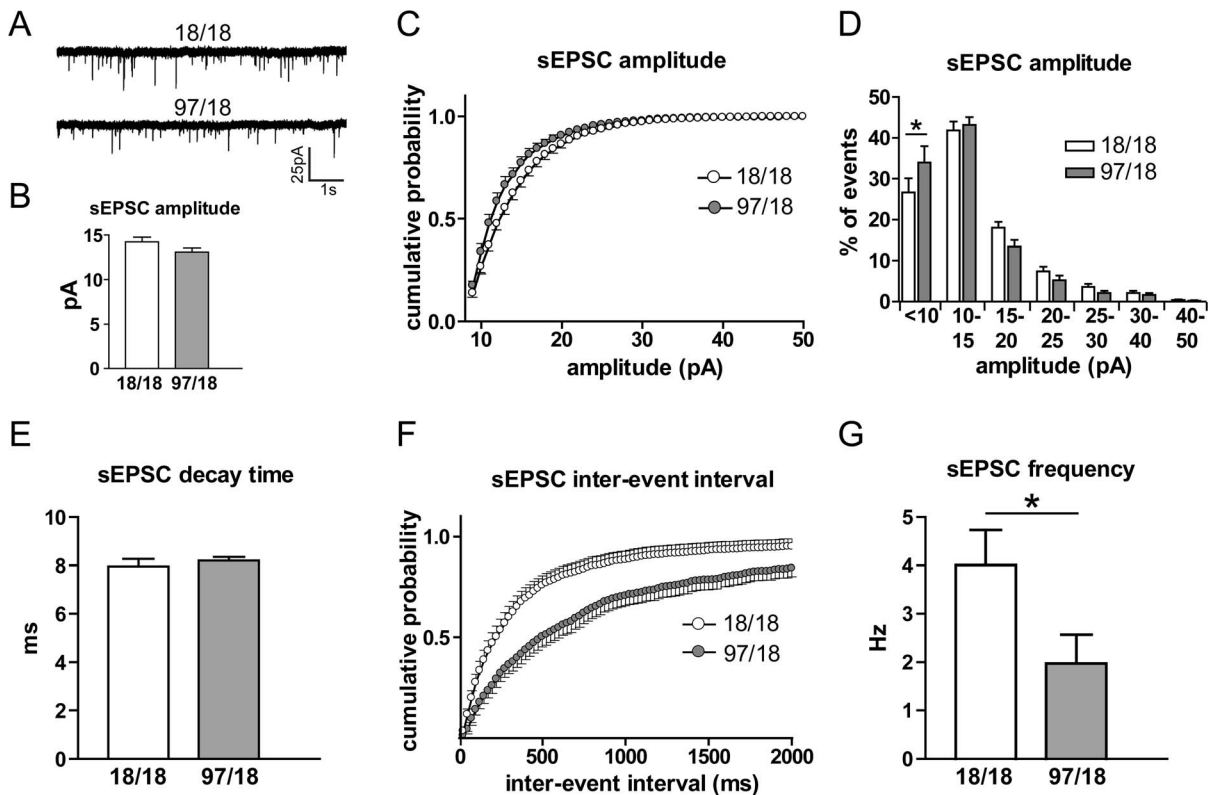 A
18/18
97/18
25pA
1s
B
sEPSC amplitude
15
10
5
0
pA
18/18 97/18
C
sEPSC amplitude
cumulative probability
1.0
0.5
0.0
18/18
97/18
10 20 30 40 50
amplitude (pA)
D
sEPSC amplitude
% of events
50
40
30
20
10
0
*
18/18
97/18
<10 10- 15- 20- 25- 30- 40-
15 20 25 30 40 50
amplitude (pA)
E
sEPSC decay time
ms
10
8
6
4
2
0
18/18 97/18
F
sEPSC inter-event interval
cumulative probability
1.0
0.5
18/18
97/18
0 500 1000 1500 2000
inter-event interval (ms)
G
sEPSC frequency
Hz
5
4
3
2
1
0
*
18/18 97/18